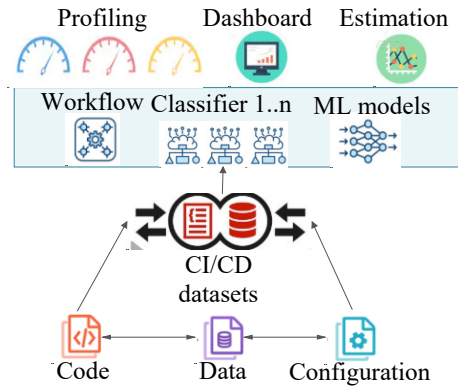 Profiling Dashboard Estimation
Workflow Classifier 1..n ML models
CI/CD
datasets
Code Data Configuration